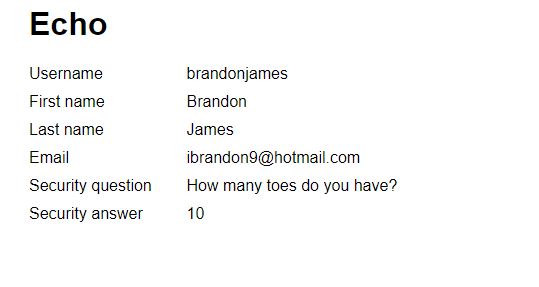 Echo
Username brandonjames
First name Brandon
Last name James
Email ibrandon9@hotmail.com
Security question How many toes do you have?
Security answer 10